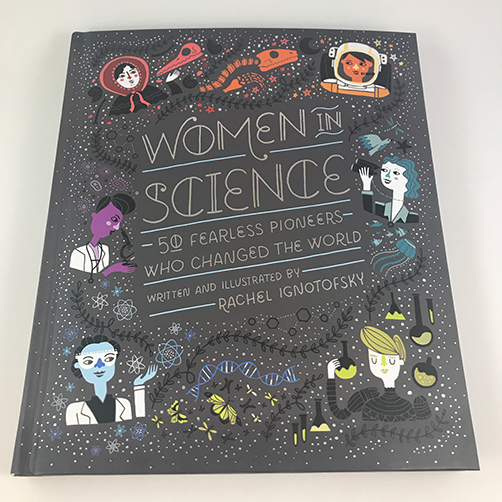 WOMEN IN
SCIENCE
50 FEARLESS PIONEERS
WHO CHANGED THE WORLD
WRITTEN AND ILLUSTRATED BY
RACHEL IGNOTOFSKY